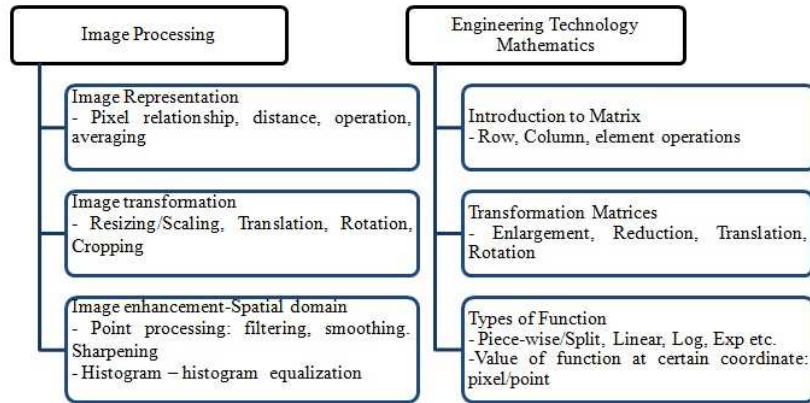 Image Processing
Image Representation
- Pixel relationship, distance, operation,
averaging
Image transformation
- Resizing/Scaling, Translation, Rotation,
Cropping
Image enhancement-Spatial domain
- Point processing: filtering, smoothing.
Sharpening
- Histogram – histogram equalization
Engineering Technology
Mathematics
Introduction to Matrix
- Row, Column, element operations
Transformation Matrices
- Enlargement, Reduction, Translation,
Rotation
Types of Function
-Piece-wise/Split, Linear, Log, Exp etc.
-Value of function at certain coordinate:
pixel/point